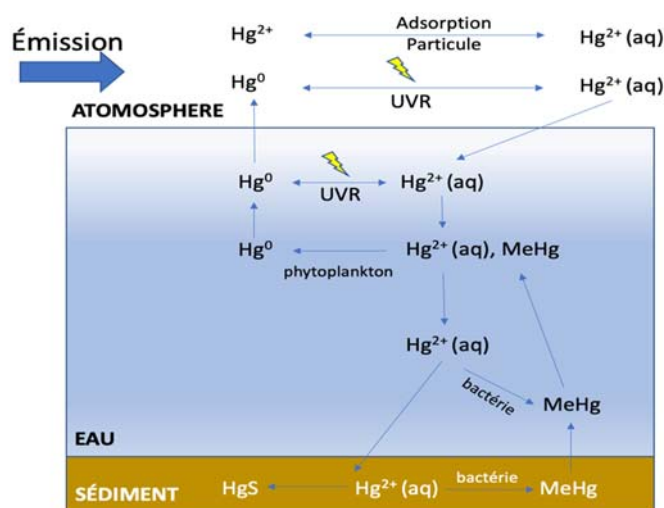 Émission
Hg²⁺
Adsorption
Particule
Hg²⁺ (aq)
Hg⁰
UVR
Hg²⁺ (aq)
ATOMOSPHERE
Hg⁰
UVR
Hg²⁺ (aq)
Hg⁰
phytoplankton
Hg²⁺ (aq), MeHg
Hg²⁺ (aq)
bactérie
MeHg
EAU
SÉDIMENT
HgS
Hg²⁺ (aq)
bactérie
MeHg